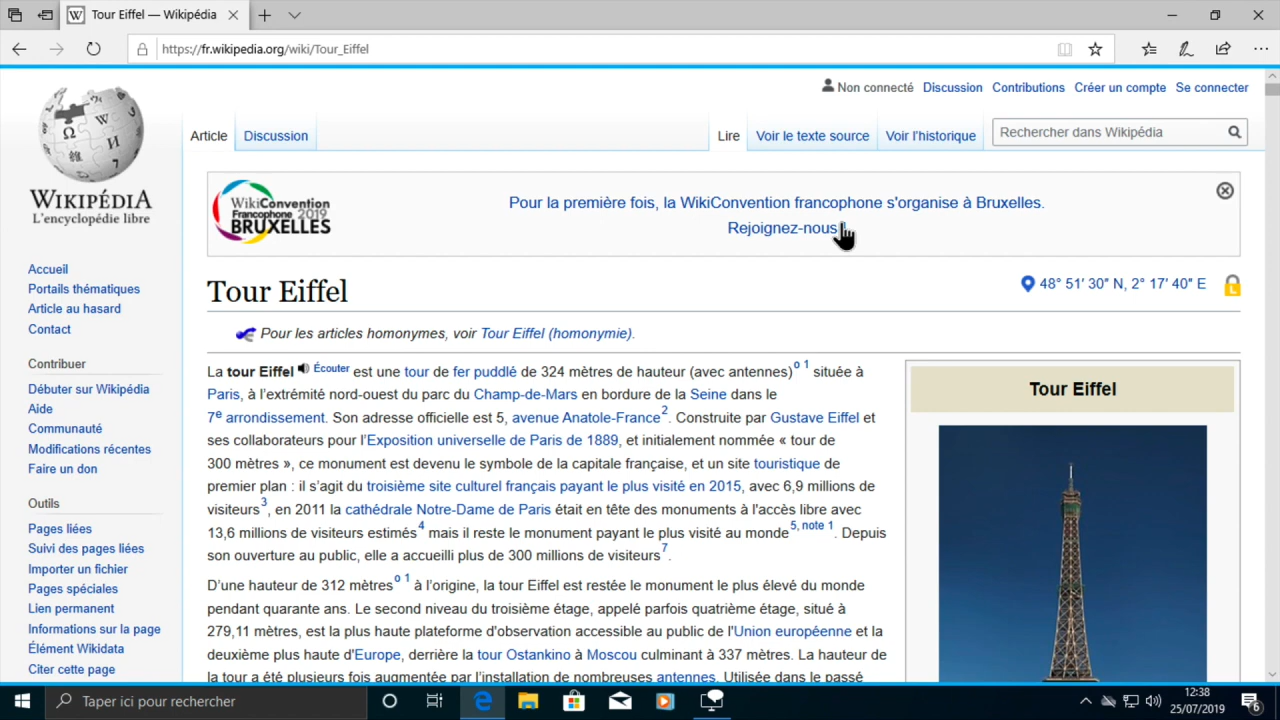 Tour Eiffel — Wikipédia
https://fr.wikipedia.org/wiki/Tour_Eiffel
Non connecté Discussion Contributions Créer un compte Se connecter
Article Discussion Lire Voir le texte source Voir l'historique Rechercher dans Wikipédia
WIKIPÉDIA
L'encyclopédie libre
WikiConvention
Francophone 2019
BRUXELLES
Pour la première fois, la WikiConvention francophone s'organise à Bruxelles.
Rejoignez-nous
Accueil
Portails thématiques
Article au hasard
Contact
Contribuer
Débuter sur Wikipédia
Aide
Communauté
Modifications récentes
Faire un don
Outils
Pages liées
Suivi des pages liées
Importer un fichier
Pages spéciales
Lien permanent
Informations sur la page
Élément Wikidata
Citer cette page
Tour Eiffel
48° 51′ 30″ N, 2° 17′ 40″ E
Pour les articles homonymes, voir Tour Eiffel (homonymie).
La tour Eiffel Écouter est une tour de fer puddlé de 324 mètres de hauteur (avec antennes)o 1 située à
Paris, à l'extrémité nord-ouest du parc du Champ-de-Mars en bordure de la Seine dans le
7e arrondissement. Son adresse officielle est 5, avenue Anatole-France2. Construite par Gustave Eiffel et
ses collaborateurs pour l'Exposition universelle de Paris de 1889, et initialement nommée « tour de
300 mètres », ce monument est devenu le symbole de la capitale française, et un site touristique de
premier plan : il s'agit du troisième site culturel français payant le plus visité en 2015, avec 6,9 millions de
visiteurs3, en 2011 la cathédrale Notre-Dame de Paris était en tête des monuments à l'accès libre avec
13,6 millions de visiteurs estimés4 mais il reste le monument payant le plus visité au monde5, note 1. Depuis
son ouverture au public, elle a accueilli plus de 300 millions de visiteurs7.
D'une hauteur de 312 mètreso 1 à l'origine, la tour Eiffel est restée le monument le plus élevé du monde
pendant quarante ans. Le second niveau du troisième étage, appelé parfois quatrième étage, situé à
279,11 mètres, est la plus haute plateforme d'observation accessible au public de l'Union européenne et la
deuxième plus haute d'Europe, derrière la tour Ostankino à Moscou culminant à 337 mètres. La hauteur de
la tour a été plusieurs fois augmentée par l'installation de nombreuses antennes. Utilisée dans le passé
Tour Eiffel
Taper ici pour rechercher
12:38
25/07/2019
6